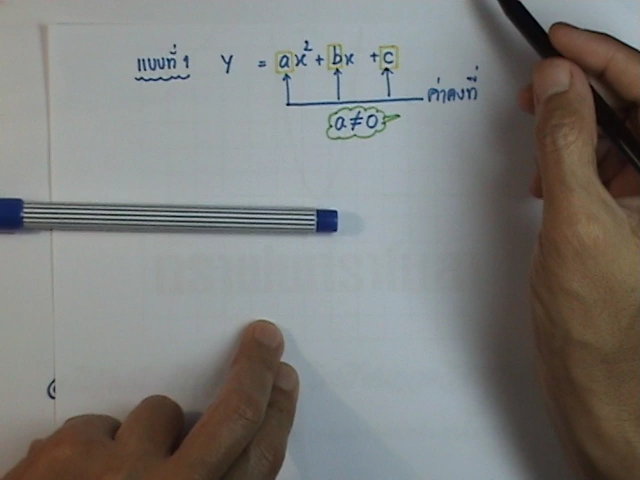 แบบที่ 1 y = ax² + bx + c
ค่าคงที่
a ≠ 0